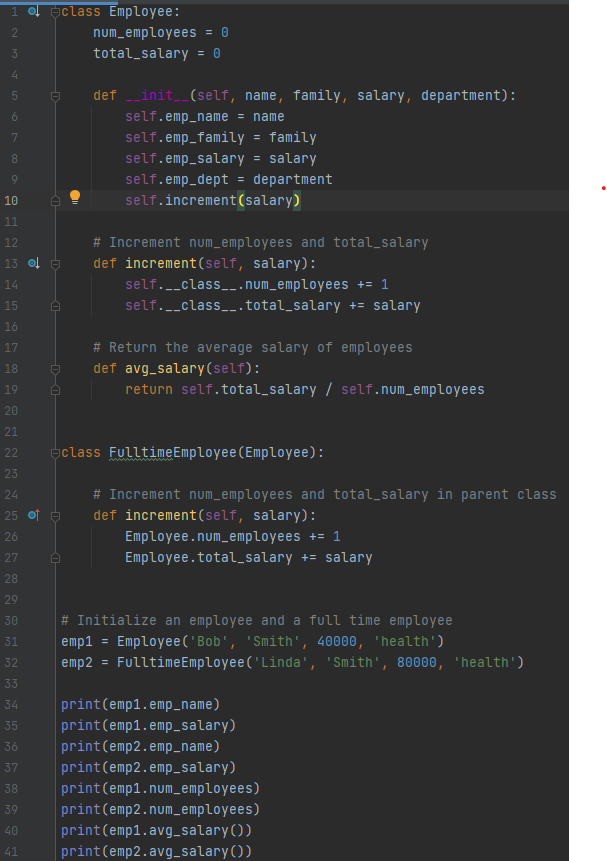 1 class Employee:
2 num_employees = 0
3 total_salary = 0
4
5 def __init__(self, name, family, salary, department):
6 self.emp_name = name
7 self.emp_family = family
8 self.emp_salary = salary
9 self.emp_dept = department
10 self.increment(salary)
11
12 # Increment num_employees and total_salary
13 def increment(self, salary):
14 self.__class__.num_employees += 1
15 self.__class__.total_salary += salary
16
17 # Return the average salary of employees
18 def avg_salary(self):
19 return self.total_salary / self.num_employees
20
21
22 class FulltimeEmployee(Employee):
23
24 # Increment num_employees and total_salary in parent class
25 def increment(self, salary):
26 Employee.num_employees += 1
27 Employee.total_salary += salary
28
29
30 # Initialize an employee and a full time employee
31 emp1 = Employee('Bob', 'Smith', 40000, 'health')
32 emp2 = FulltimeEmployee('Linda', 'Smith', 80000, 'health')
33
34 print(emp1.emp_name)
35 print(emp1.emp_salary)
36 print(emp2.emp_name)
37 print(emp2.emp_salary)
38 print(emp1.num_employees)
39 print(emp2.num_employees)
40 print(emp1.avg_salary())
41 print(emp2.avg_salary())